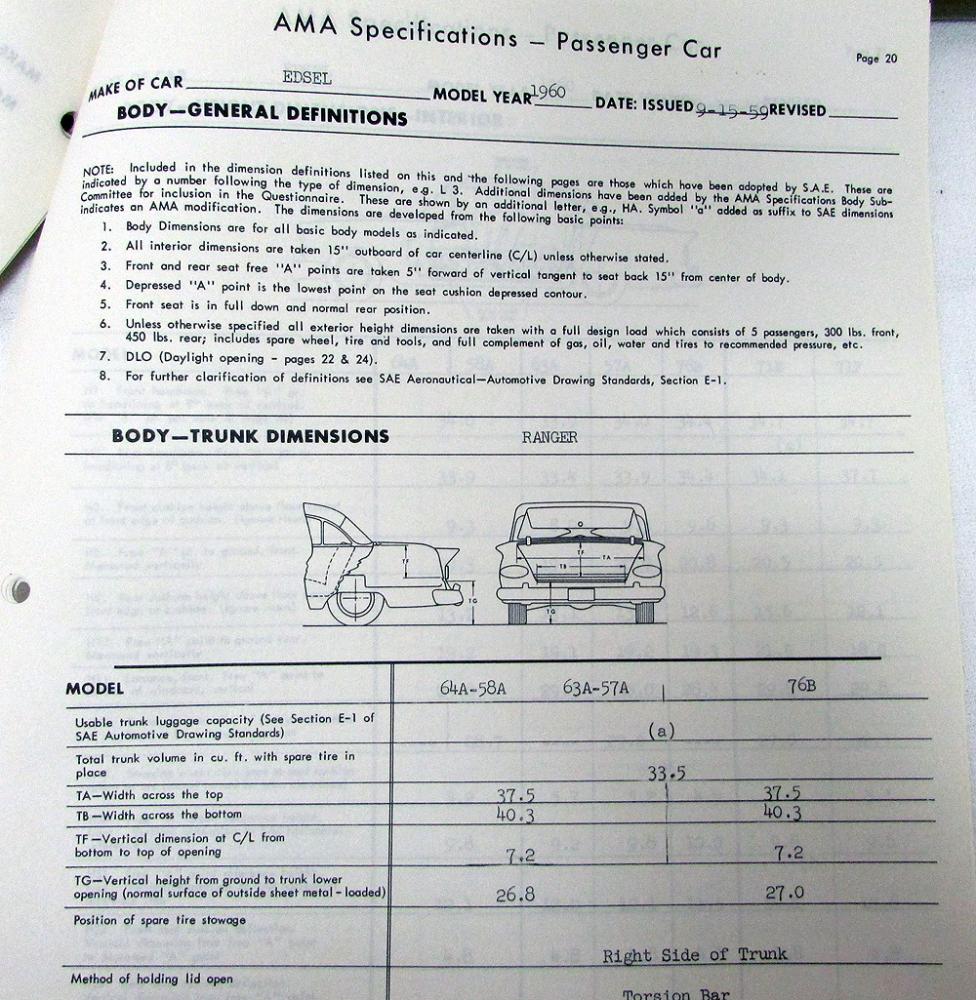 AMA Specifications — Passenger Car
Page 20
MAKE OF CAR EDSEL MODEL YEAR 1960 DATE: ISSUED 9-15-59 REVISED
BODY—GENERAL DEFINITIONS
NOTE: Included in the dimension definitions listed on this and the following pages are those which have been adopted by S.A.E. These are
indicated by a number following the type of dimension, e.g. L 3. Additional dimensions have been added by the AMA Specifications Body Sub-
Committee for inclusion in the Questionnaire. These are shown by an additional letter, e.g., HA. Symbol "a" added as suffix to SAE dimensions
indicates an AMA modification. The dimensions are developed from the following basic points:
1. Body Dimensions are for all basic body models as indicated.
2. All interior dimensions are taken 15" outboard of car centerline (C/L) unless otherwise stated.
3. Front and rear seat free "A" points are taken 5" forward of vertical tangent to seat back 15" from center of body.
4. Depressed "A" point is the lowest point on the seat cushion depressed contour.
5. Front seat is in full down and normal rear position.
6. Unless otherwise specified all exterior height dimensions are taken with a full design load which consists of 5 passengers, 300 lbs. front,
450 lbs. rear; includes spare wheel, tire and tools, and full complement of gas, oil, water and tires to recommended pressure, etc.
7. DLO (Daylight opening - pages 22 & 24).
8. For further clarification of definitions see SAE Aeronautical—Automotive Drawing Standards, Section E-1.
BODY—TRUNK DIMENSIONS RANGER
TF TG TF TA TB TG
MODEL 64A-58A 63A-57A 76B
Usable trunk luggage capacity (See Section E-1 of
SAE Automotive Drawing Standards) (a)
Total trunk volume in cu. ft. with spare tire in
place 33.5
TA—Width across the top 37.5 37.5
TB—Width across the bottom 40.3 40.3
TF—Vertical dimension at C/L from
bottom to top of opening 7.2 7.2
TG—Vertical height from ground to trunk lower
opening (normal surface of outside sheet metal - loaded) 26.8 27.0
Position of spare tire stowage
Right Side of Trunk
Method of holding lid open
Torsion Bar